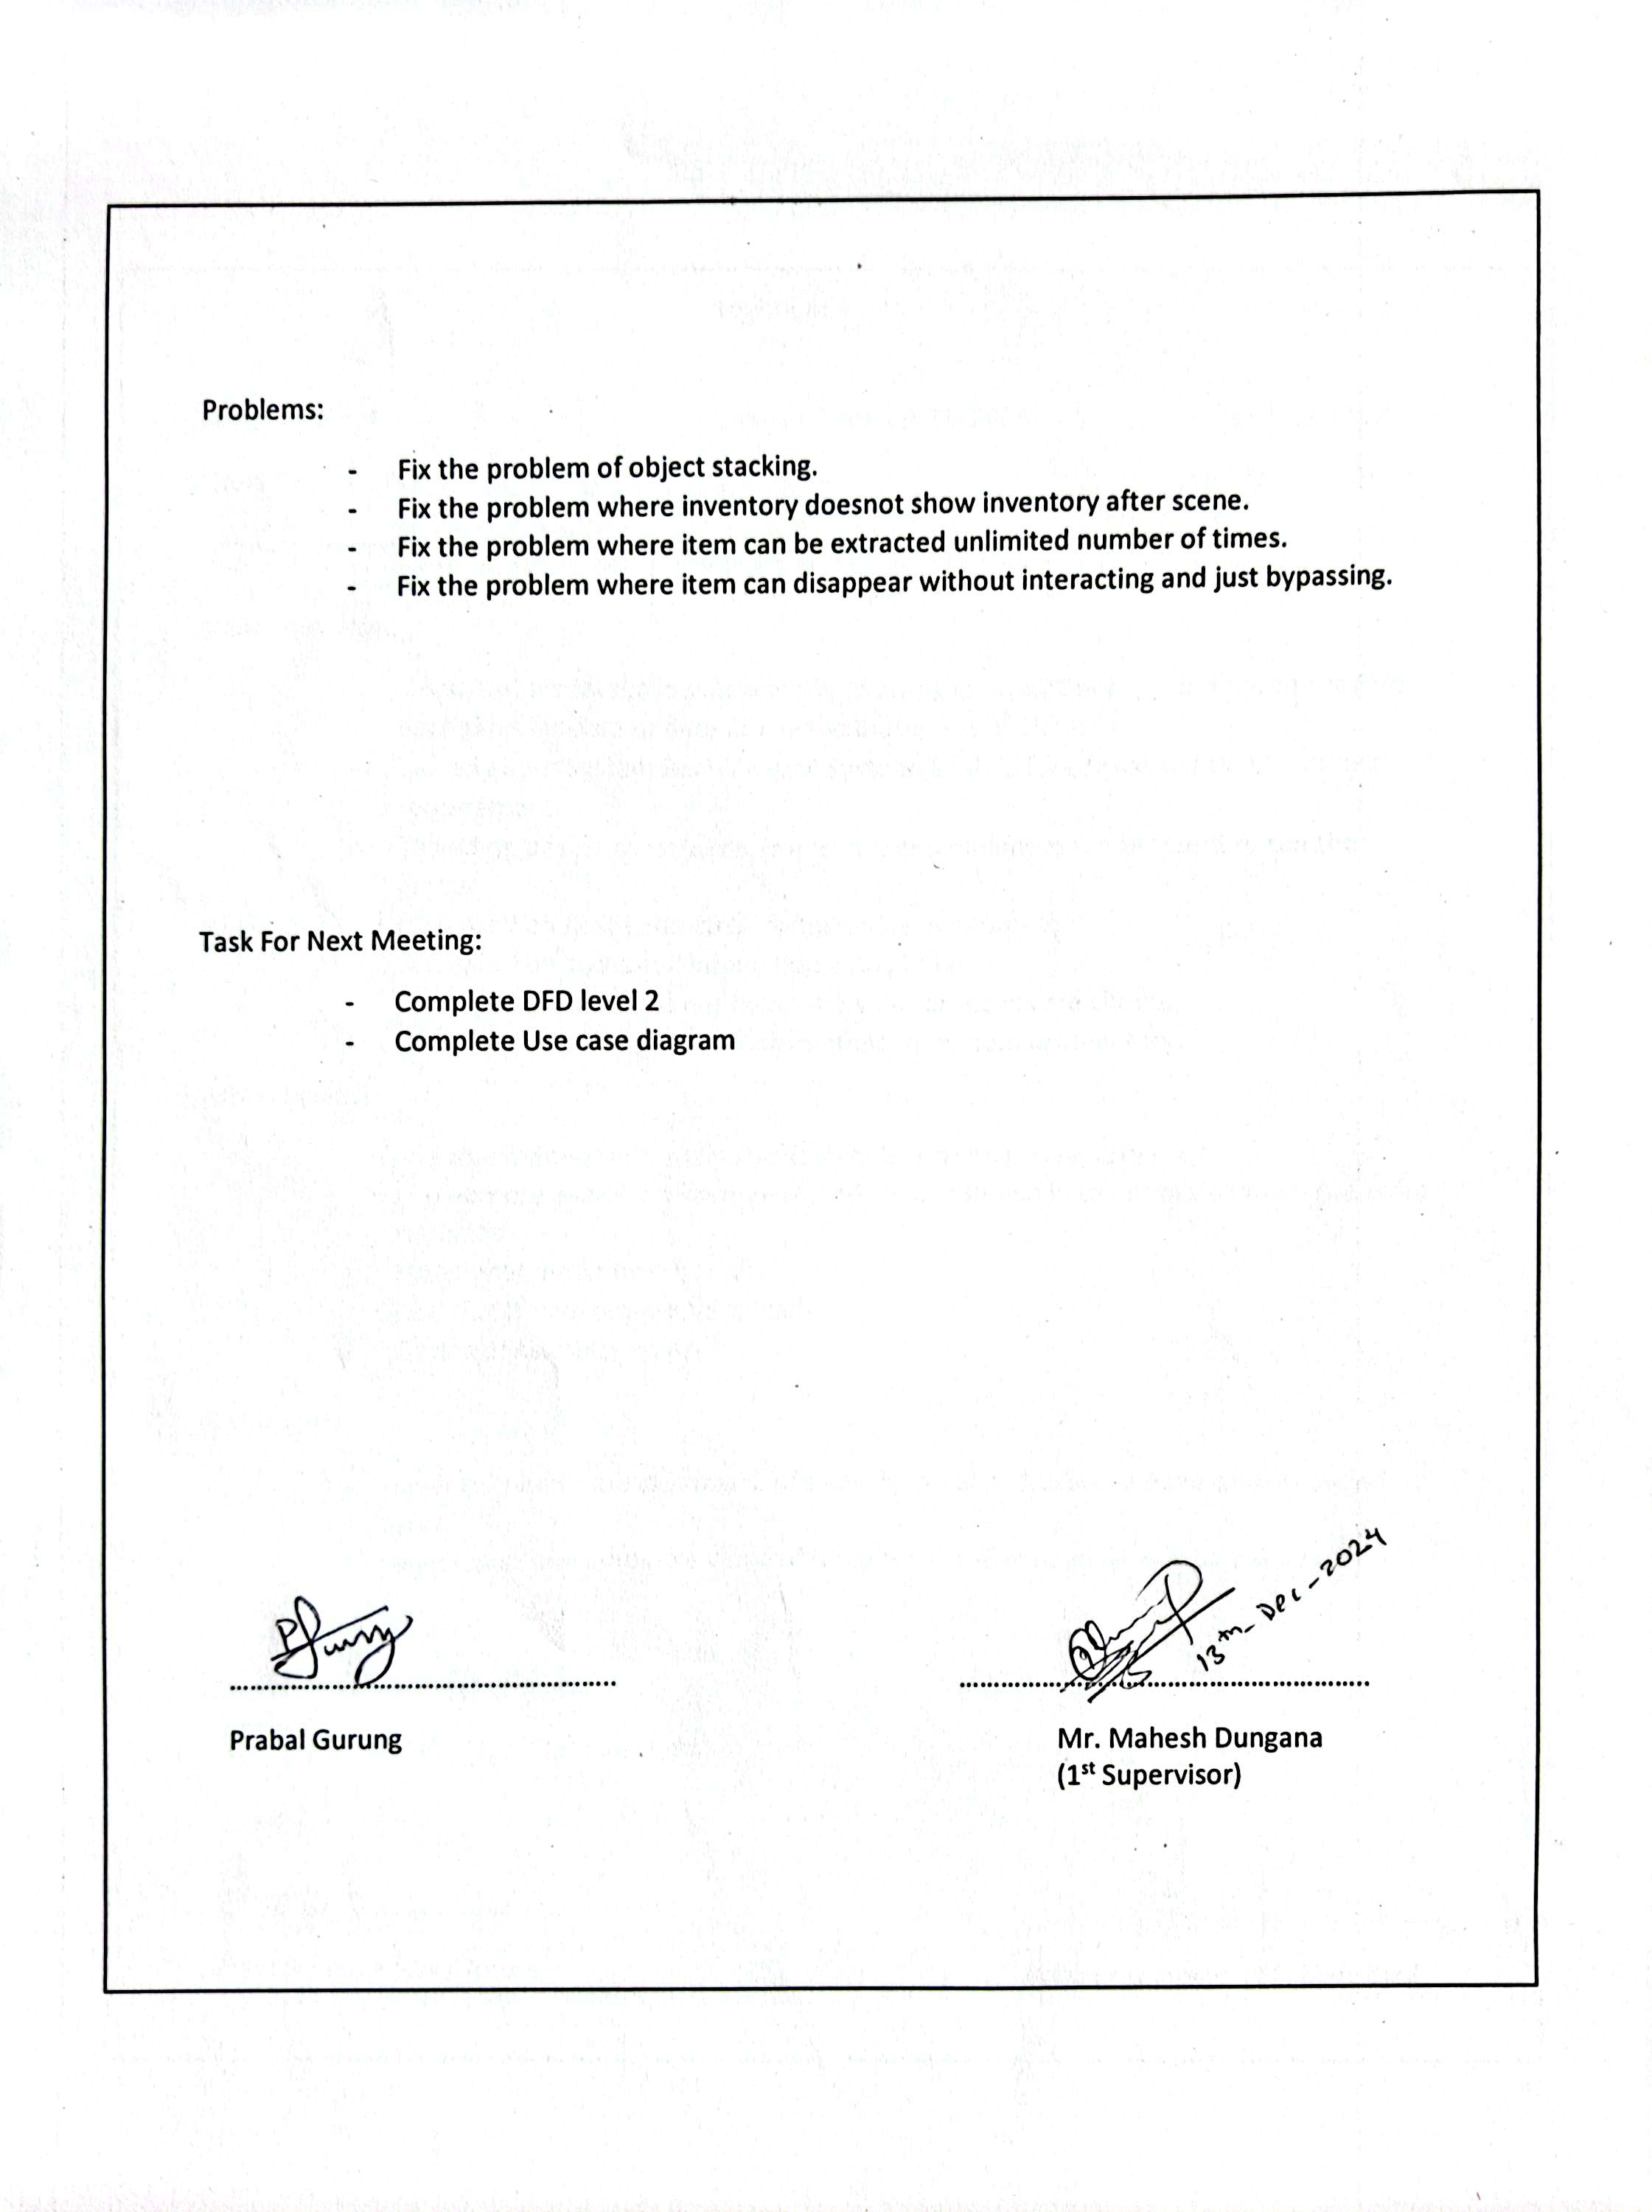 Problems:
- Fix the problem of object stacking.
- Fix the problem where inventory doesnot show inventory after scene.
- Fix the problem where item can be extracted unlimited number of times.
- Fix the problem where item can disappear without interacting and just bypassing.
Task For Next Meeting:
- Complete DFD level 2
- Complete Use case diagram
13th-Dec-2024
Prabal Gurung
Mr. Mahesh Dungana
(1st Supervisor)